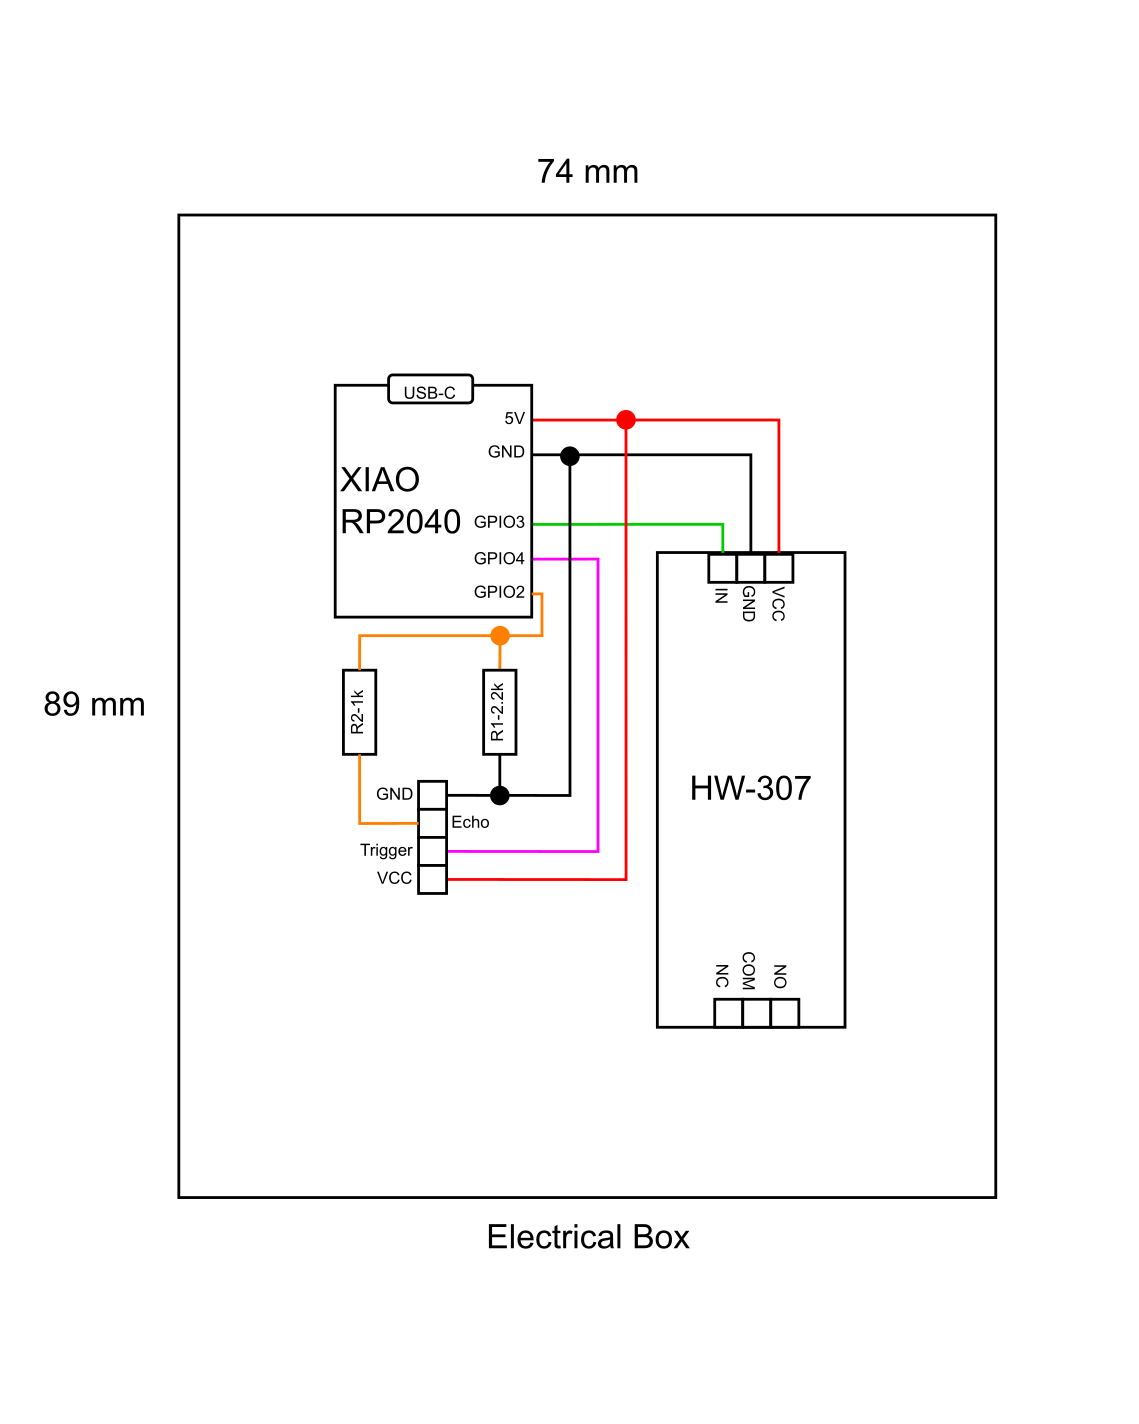 74 mm
USB-C
5V
GND
XIAO
RP2040
GPIO3
GPIO4
GPIO2
IN
GND
VCC
89 mm
R2-1k
R1-2.2k
HW-307
GND
Echo
Trigger
VCC
NC
COM
NO
Electrical Box